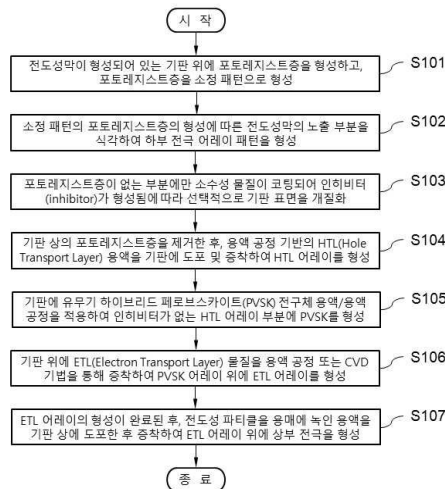 시 작
전도성막이 형성되어 있는 기판 위에 포토레지스트층을 형성하고,
포토레지스트층을 소정 패턴으로 형성
S101
소정 패턴의 포토레지스트층의 형성에 따른 전도성막의 노출 부분을
식각하여 하부 전극 어레이 패턴을 형성
S102
포토레지스트층이 없는 부분에만 소수성 물질이 코팅되어 인히비터
(inhibitor)가 형성됨에 따라 선택적으로 기판 표면을 개질화
S103
기판 상의 포토레지스트층을 제거한 후, 용액 공정 기반의 HTL(Hole
Transport Layer) 용액을 기판에 도포 및 증착하여 HTL 어레이를 형성
S104
기판에 유무기 하이브리드 페로브스카이트(PVSK) 전구체 용액/용액
공정을 적용하여 인히비터가 없는 HTL 어레이 부분에 PVSK를 형성
S105
기판 위에 ETL(Electron Transport Layer) 물질을 용액 공정 또는 CVD
기법을 통해 증착하여 PVSK 어레이 위에 ETL 어레이를 형성
S106
ETL 어레이의 형성이 완료된 후, 전도성 파티클을 용매에 녹인 용액을
기판 상에 도포한 후 증착하여 ETL 어레이 위에 상부 전극을 형성
S107
종 료